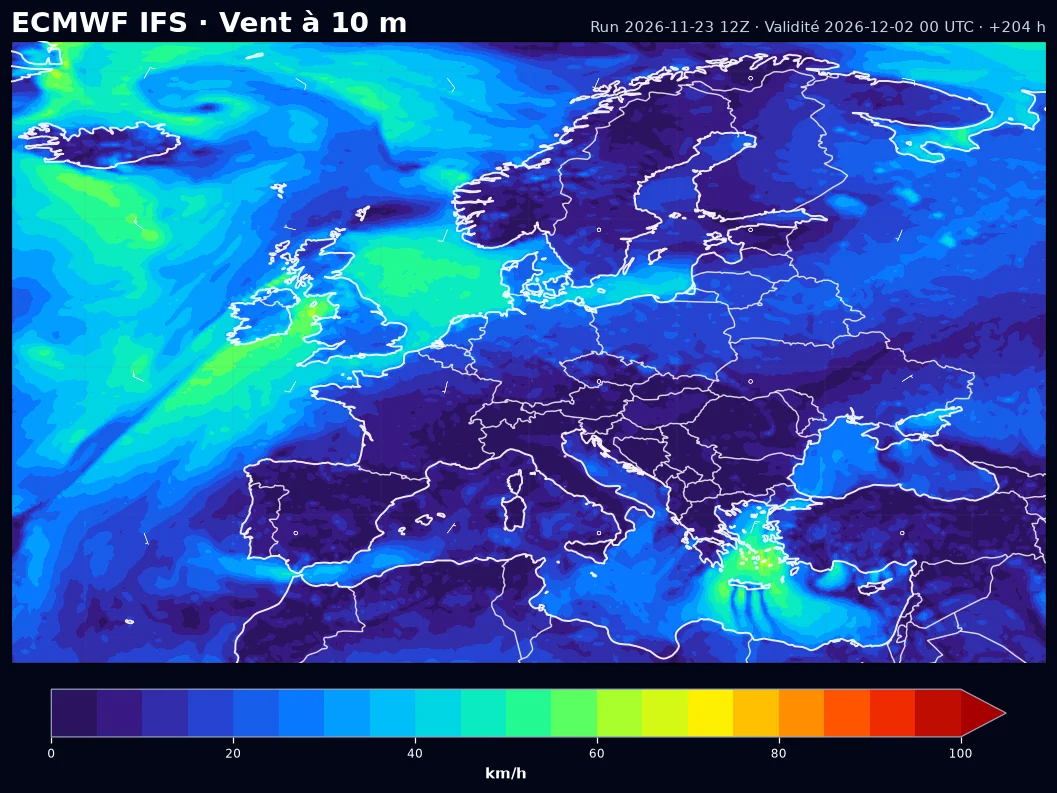 ECMWF IFS · Vent à 10 m
Run 2026-11-23 12Z · Validité 2026-12-02 00 UTC · +204 h
0 20 40 60 80 100
km/h